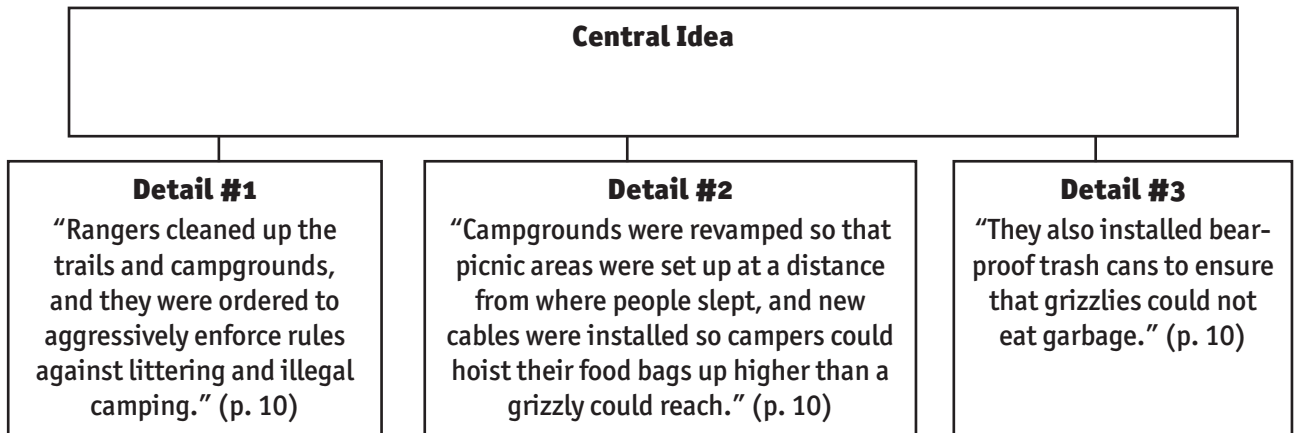 Central Idea
Detail #1
“Rangers cleaned up the
trails and campgrounds,
and they were ordered to
aggressively enforce rules
against littering and illegal
camping.” (p. 10)
Detail #2
“Campgrounds were revamped so that
picnic areas were set up at a distance
from where people slept, and new
cables were installed so campers could
hoist their food bags up higher than a
grizzly could reach.” (p. 10)
Detail #3
“They also installed bear-
proof trash cans to ensure
that grizzlies could not
eat garbage.” (p. 10)